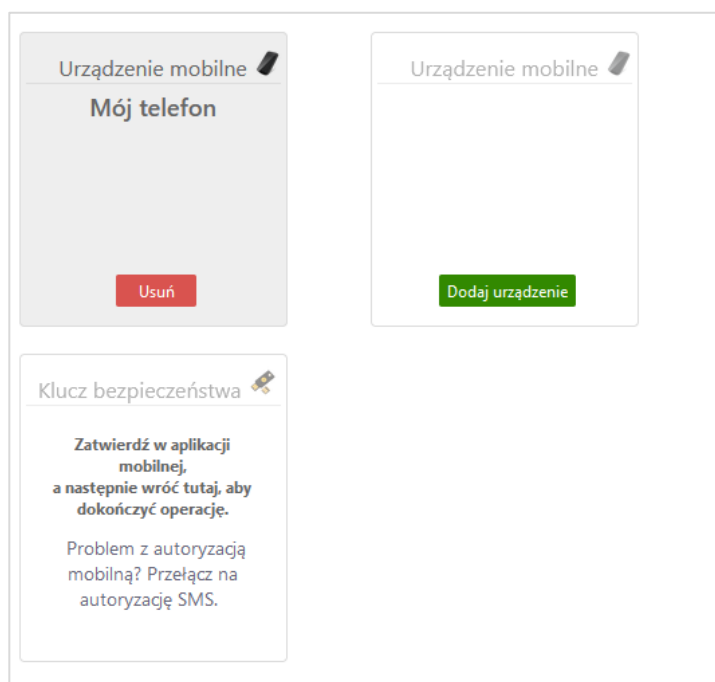 Urządzenie mobilne
Mój telefon
Usuń
Urządzenie mobilne
Dodaj urządzenie
Klucz bezpieczeństwa
Zatwierdź w aplikacji
mobilnej,
a następnie wróć tutaj, aby
dokończyć operację.
Problem z autoryzacją
mobilną? Przełącz na
autoryzację SMS.